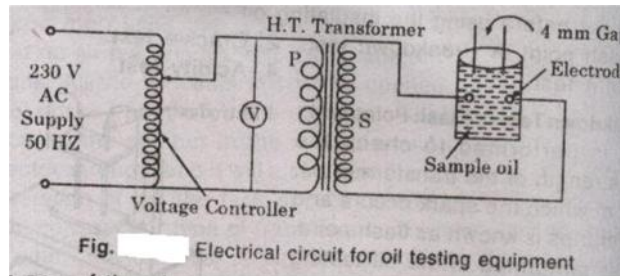 H.T. Transformer
4 mm Ga
P
Electrod
230 V
AC
Supply
50 HZ
V
S
Sample oil
Voltage Controller
Fig. Electrical circuit for oil testing equipment